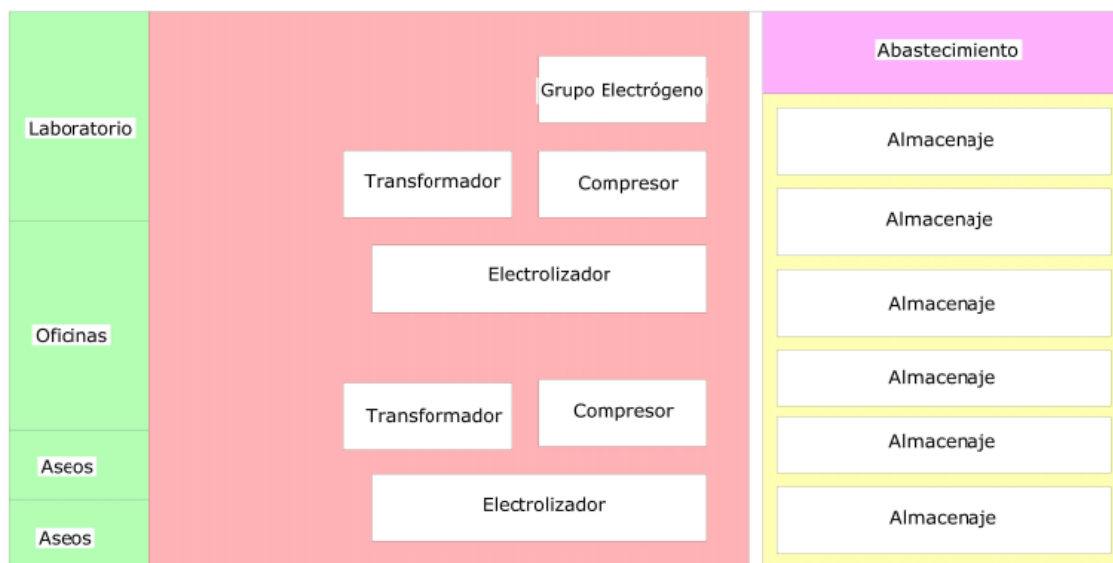 Laboratorio
Oficinas
Aseos
Aseos
Grupo Electrógeno
Transformador
Compresor
Electrolizador
Transformador
Compresor
Electrolizador
Abastecimiento
Almacenaje
Almacenaje
Almacenaje
Almacenaje
Almacenaje
Almacenaje